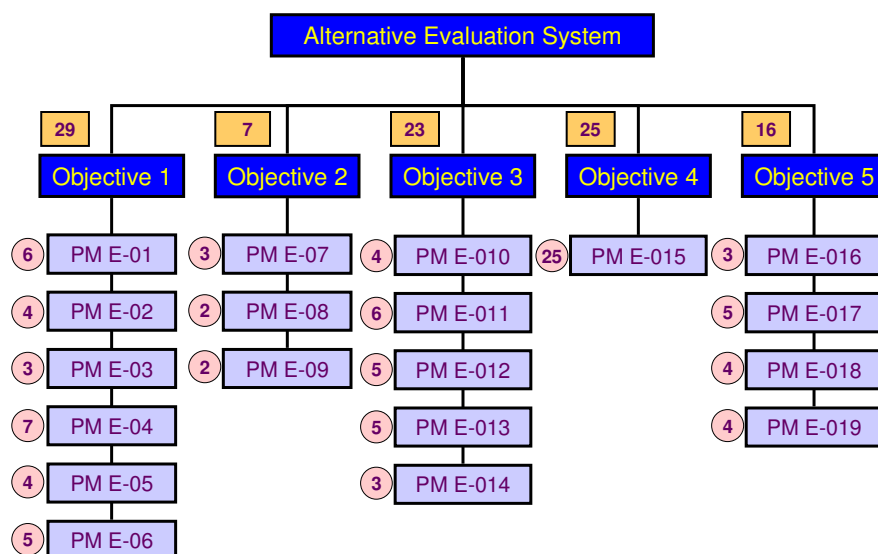 Alternative Evaluation System
29 7 23 25 16
Objective 1 Objective 2 Objective 3 Objective 4 Objective 5
6 PM E-01 3 PM E-07 4 PM E-010 25 PM E-015 3 PM E-016
4 PM E-02 2 PM E-08 6 PM E-011 5 PM E-017
3 PM E-03 2 PM E-09 5 PM E-012 4 PM E-018
7 PM E-04 5 PM E-013 4 PM E-019
4 PM E-05 3 PM E-014
5 PM E-06